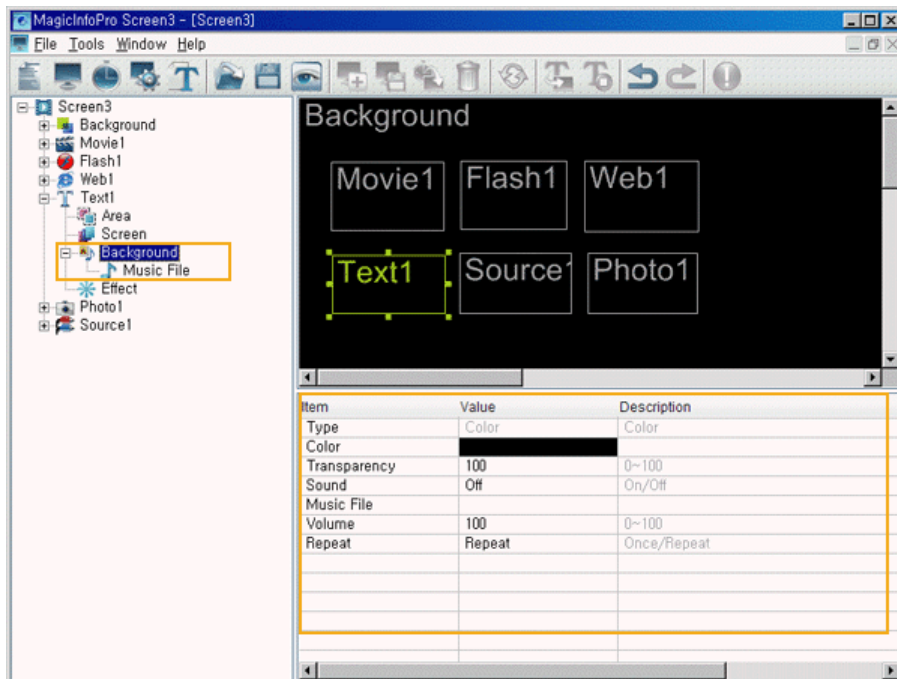 MagicInfoPro Screen3 - [Screen3]
File Tools Window Help
Screen3
Background
Movie1
Flash1
Web1
Text1
Area
Screen
Background
Music File
Effect
Photo1
Source1
Background
Movie1 Flash1 Web1
Text1 Source1 Photo1
Item Value Description
Type Color Color
Color
Transparency 100 0~100
Sound Off On/Off
Music File
Volume 100 0~100
Repeat Repeat Once/Repeat